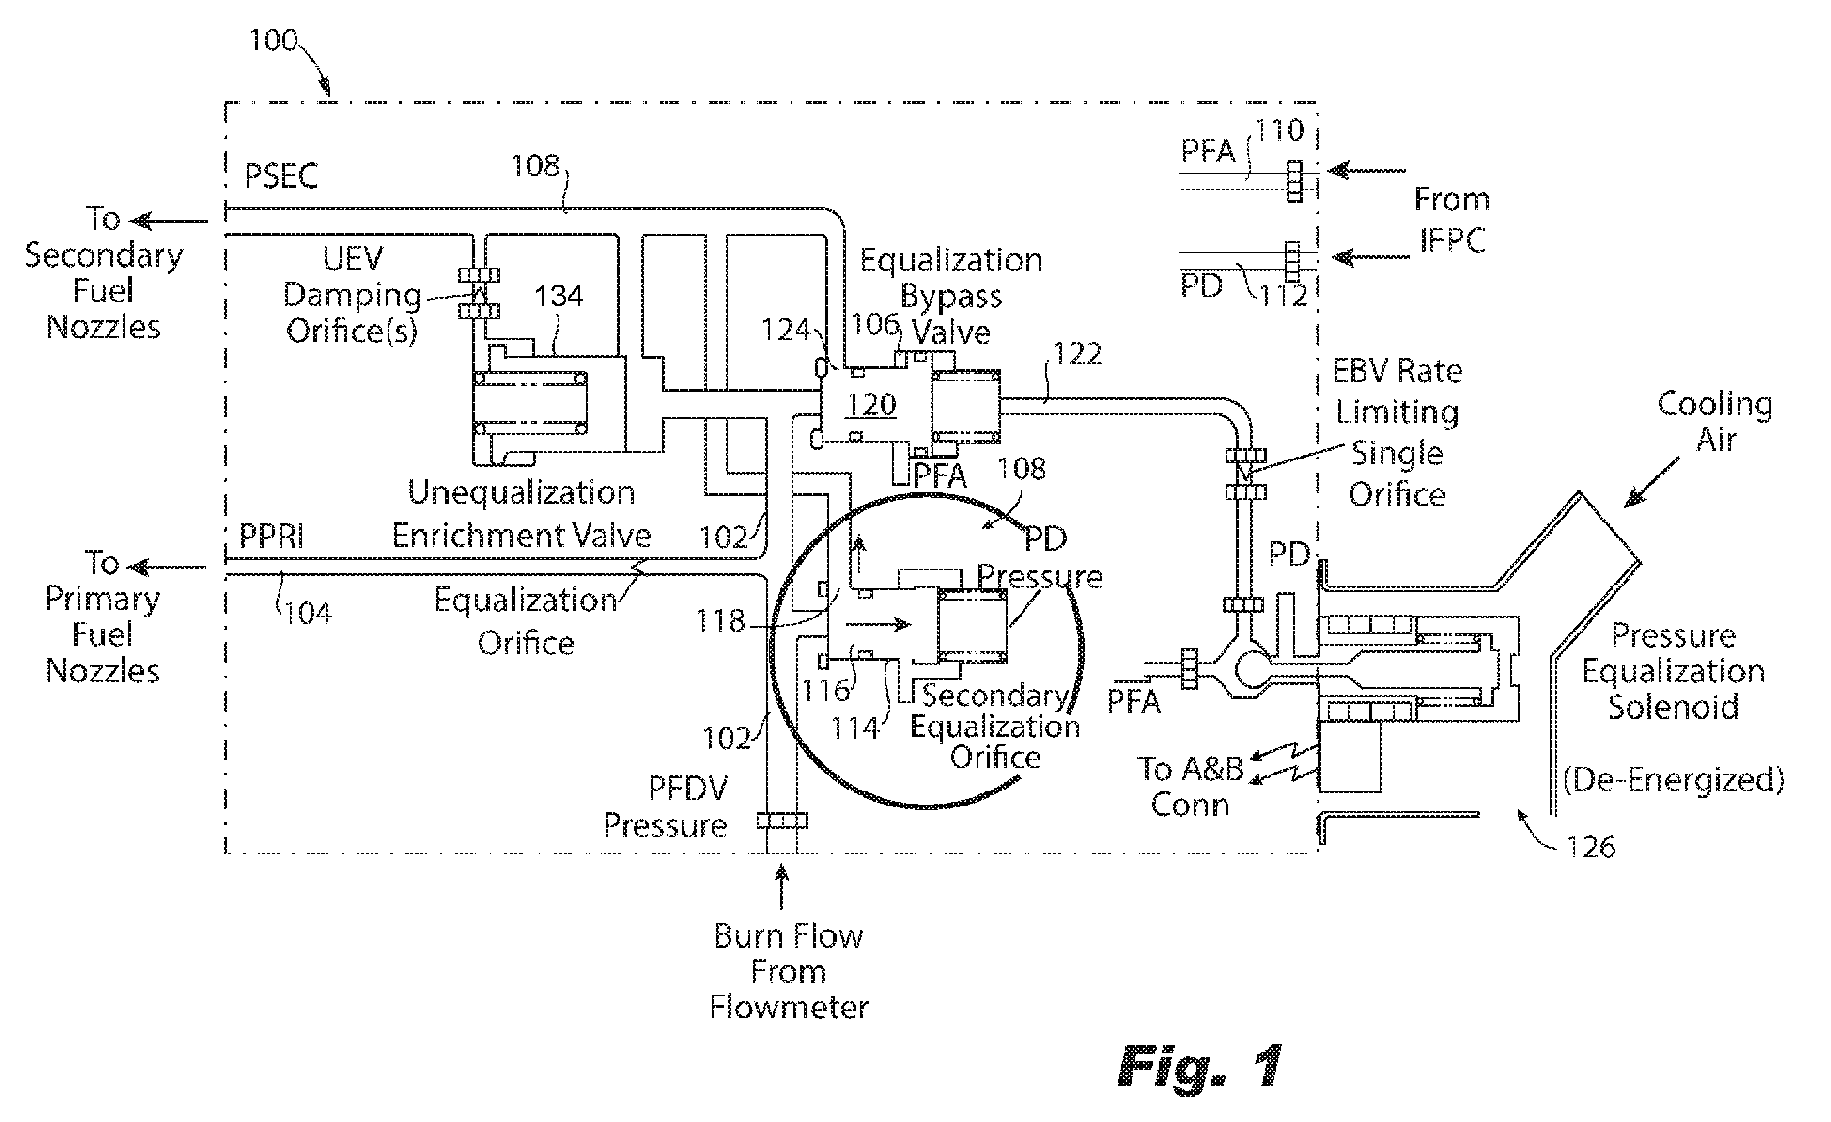 100
PSEC
108
To
Secondary
Fuel
Nozzles
UEV
Damping
Orifice(s)
134
124
106
Equalization
Bypass
Valve
120
PFA
110
PFA
112
PD
From
IFPC
122
EBV Rate
Limiting
Single
Orifice
Cooling
Air
Unequalization
Enrichment Valve
102
108
PD
Pressure
PPRI
To
Primary
Fuel
Nozzles
104
Equalization
Orifice
118
116
114
Secondary
Equalization
Orifice
102
PFDV
Pressure
PD
PFA
To A&B
Conn
Pressure
Equalization
Solenoid
(De-Energized)
126
Burn Flow
From
Flowmeter
Fig. 1